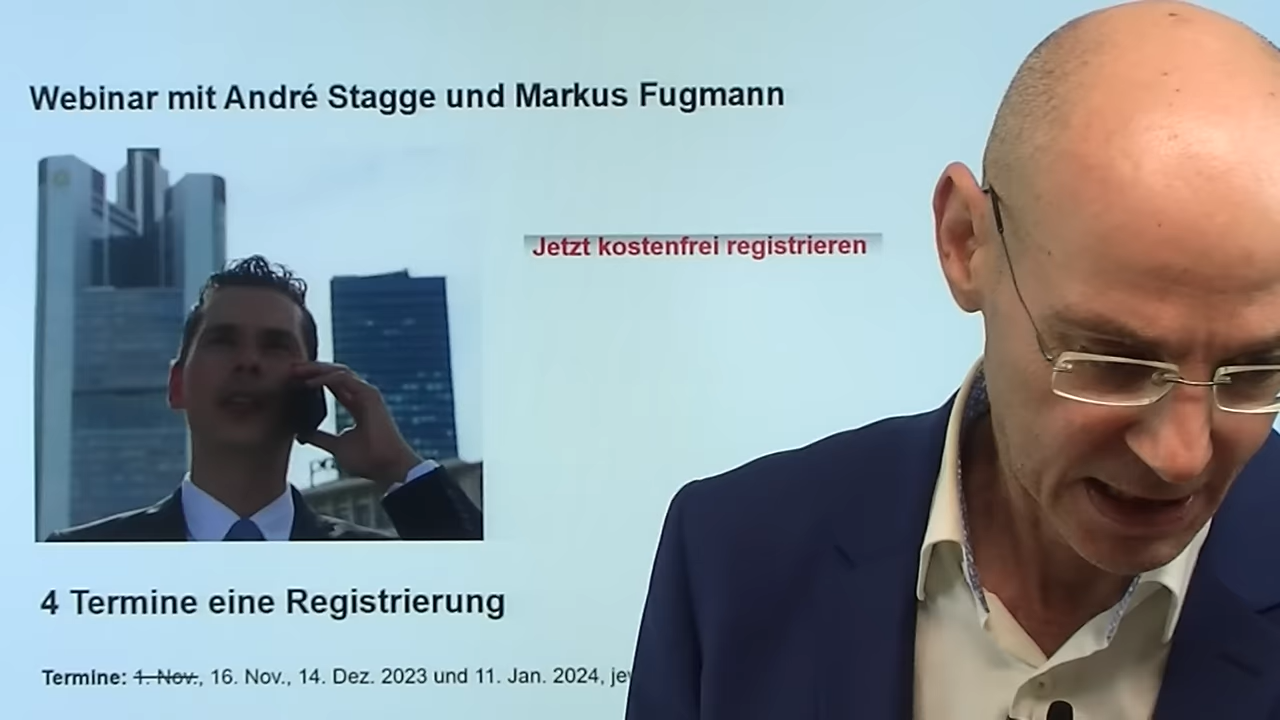 Webinar mit André Stagge und Markus Fugmann
Jetzt kostenfrei registrieren
4 Termine eine Registrierung
Termine: 1. Nov., 16. Nov., 14. Dez. 2023 und 11. Jan. 2024,